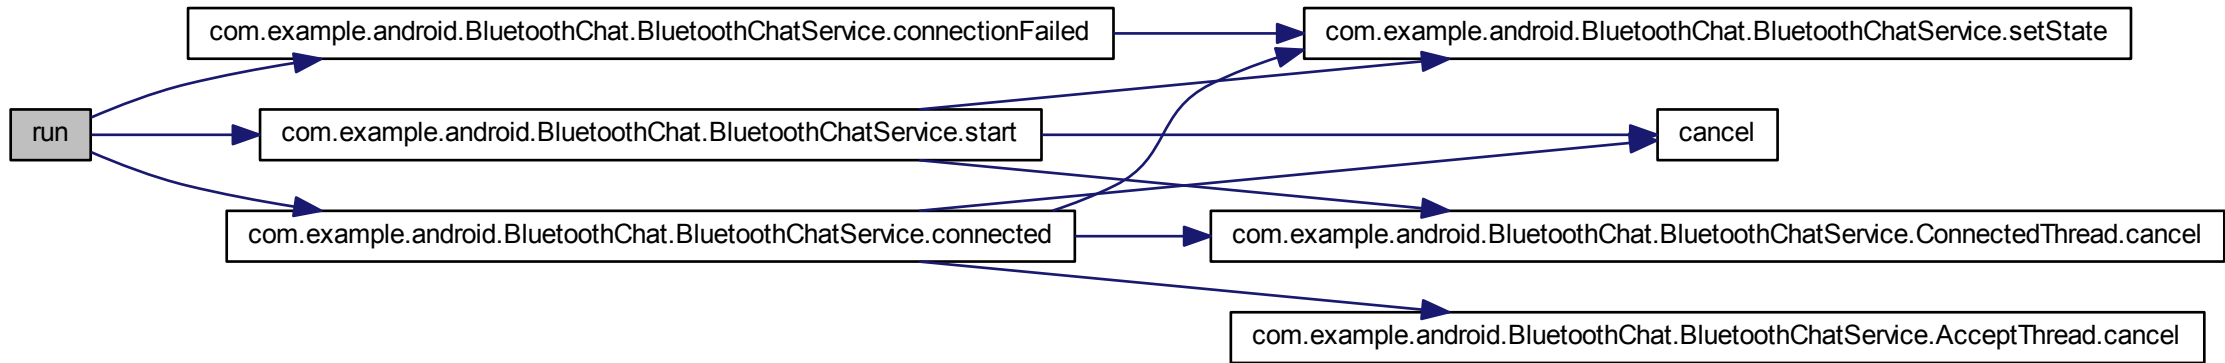 com.example.android.BluetoothChat.BluetoothChatService.connectionFailed
com.example.android.BluetoothChat.BluetoothChatService.setState
run
com.example.android.BluetoothChat.BluetoothChatService.start
cancel
com.example.android.BluetoothChat.BluetoothChatService.connected
com.example.android.BluetoothChat.BluetoothChatService.ConnectedThread.cancel
com.example.android.BluetoothChat.BluetoothChatService.AcceptThread.cancel